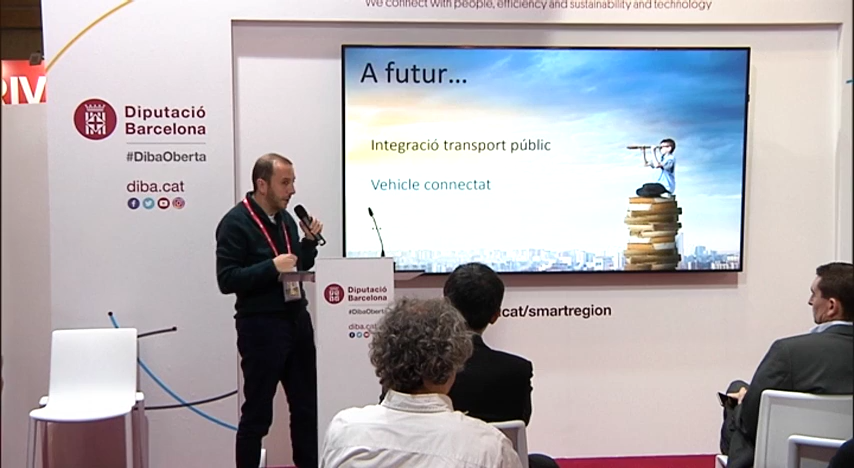 We connect with people, efficiency and sustainability and technology
RIV
Diputació
Barcelona
#DibaOberta
diba.cat
A futur...
Integració transport públic
Vehicle connectat
Diputació
Barcelona
#DibaOberta
diba.cat
cat/smartregion